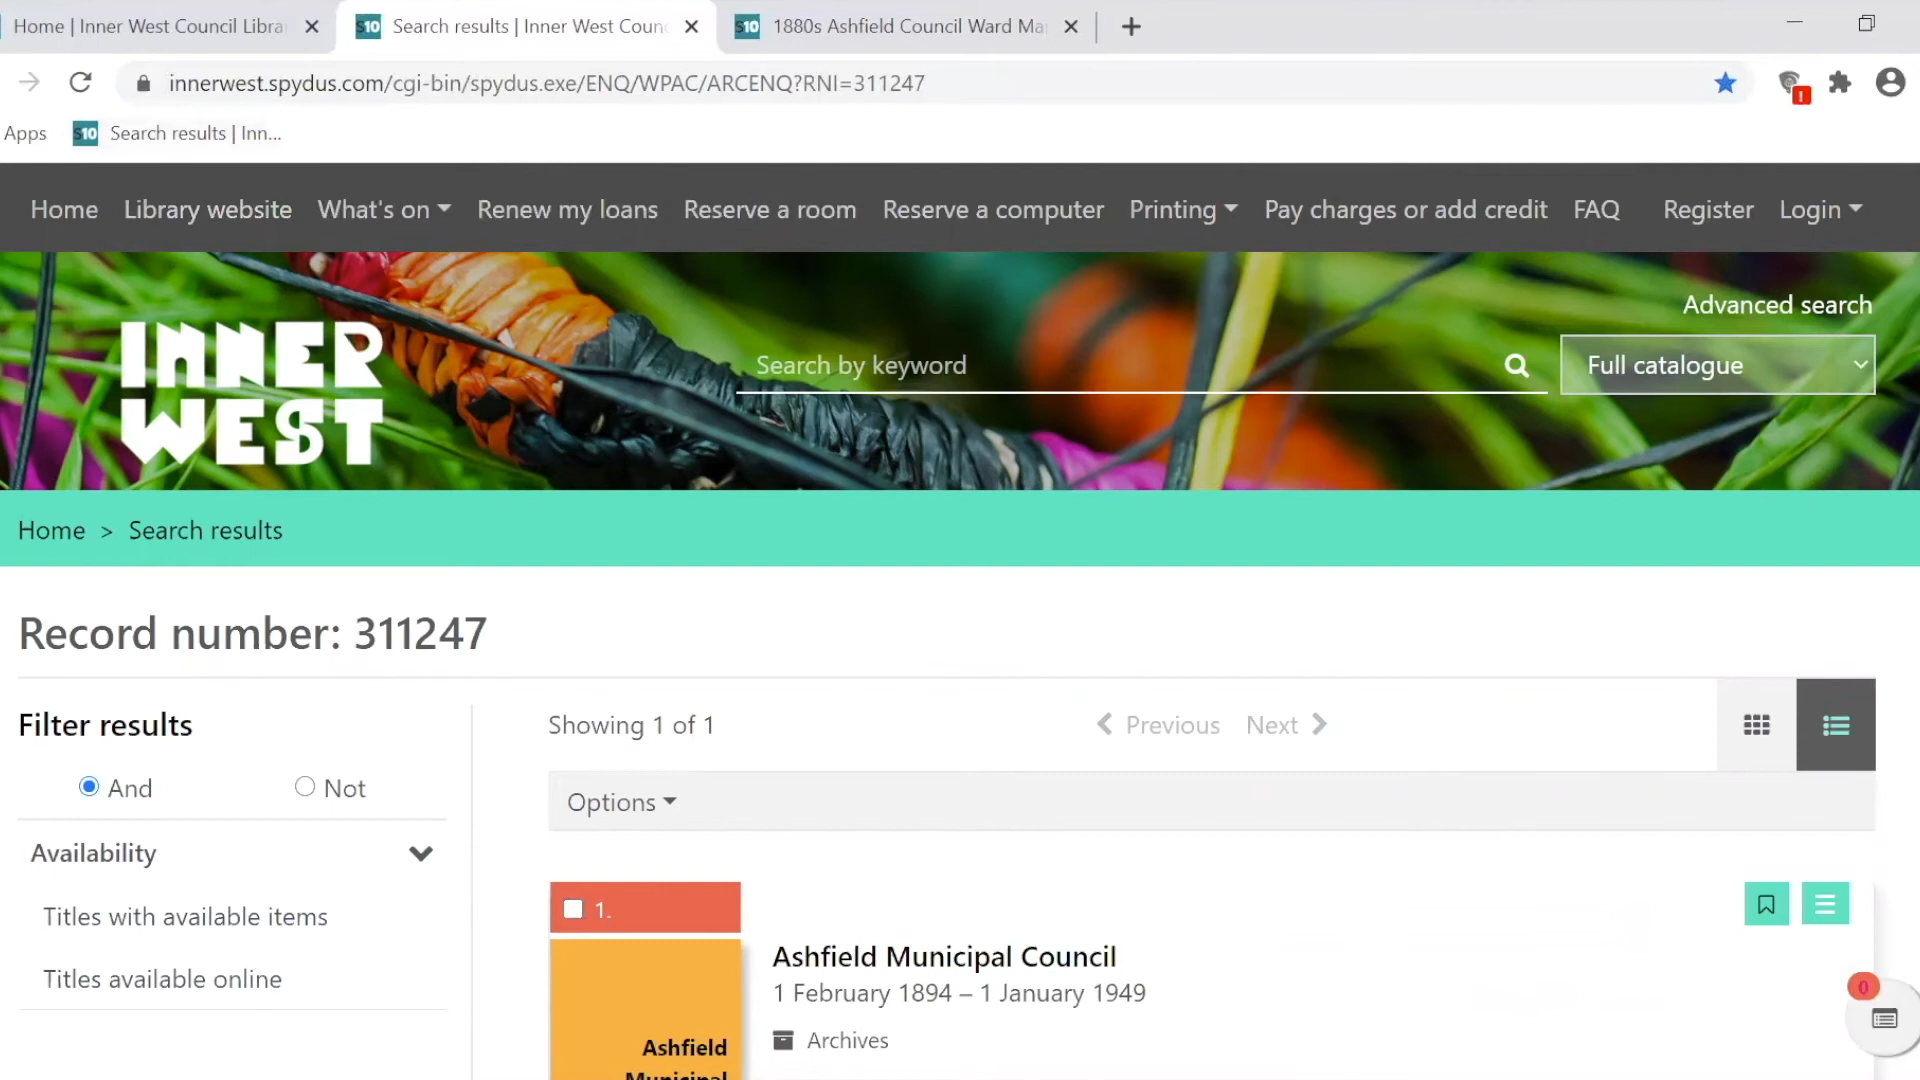 Home | Inner West Council Libra
Search results | Inner West Coun
1880s Ashfield Council Ward Ma
innerwest.spydus.com/cgi-bin/spydus.exe/ENQ/WPAC/ARCENQ?RNI=311247
Apps
Search results | Inn...
Home Library website What's on Renew my loans Reserve a room Reserve a computer Printing Pay charges or add credit FAQ Register Login
Advanced search
INNER
WEST
Search by keyword
Full catalogue
Home > Search results
Record number: 311247
Filter results
Showing 1 of 1
Previous Next
And Not
Options
Availability
Titles with available items
Titles available online
1.
Ashfield Municipal Council
1 February 1894 – 1 January 1949
0
Archives
Ashfield
Municipal